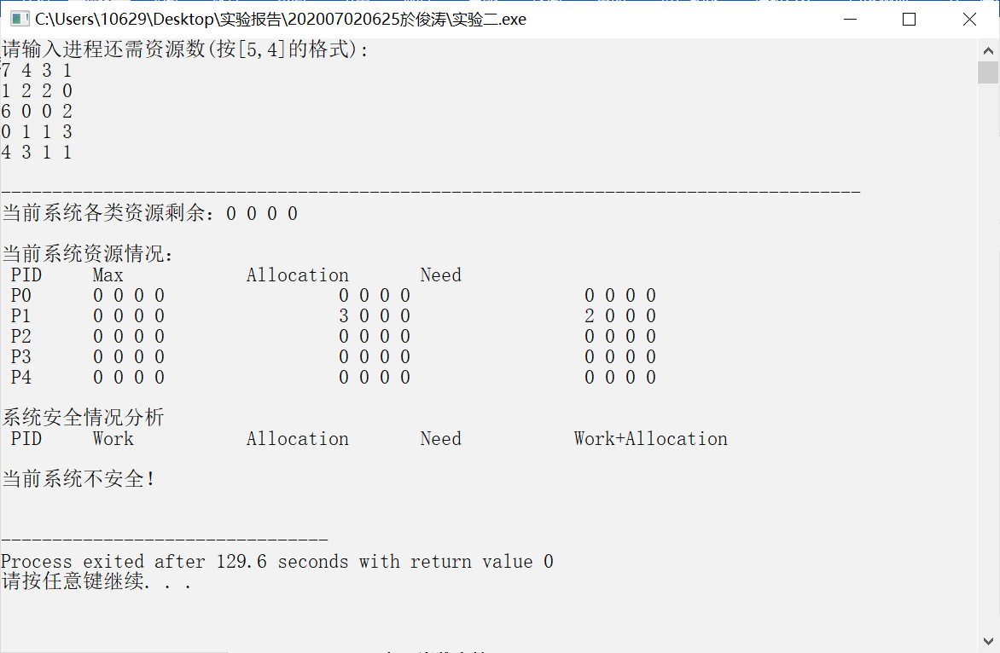 C:\Users\10629\Desktop\实验报告\202007020625於俊涛\实验二.exe
请输入进程还需资源数(按[5,4]的格式):
7 4 3 1
1 2 2 0
6 0 0 2
0 1 1 3
4 3 1 1
------------------------------------------------------------------------------------
当前系统各类资源剩余: 0 0 0 0
当前系统资源情况:
PID Max Allocation Need
P0 0 0 0 0 0 0 0 0 0 0 0 0
P1 0 0 0 0 3 0 0 0 2 0 0 0
P2 0 0 0 0 0 0 0 0 0 0 0 0
P3 0 0 0 0 0 0 0 0 0 0 0 0
P4 0 0 0 0 0 0 0 0 0 0 0 0
系统安全情况分析
PID Work Allocation Need Work+Allocation
当前系统不安全!
--------------------------------
Process exited after 129.6 seconds with return value 0
请按任意键继续. . .